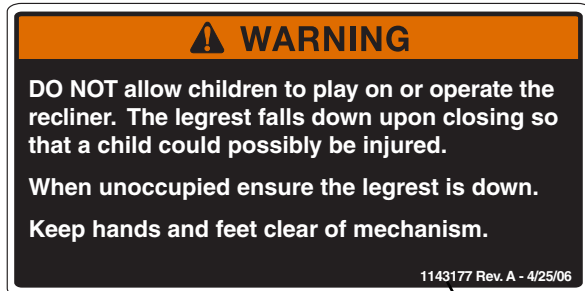 WARNING
DO NOT allow children to play on or operate the
recliner. The legrest falls down upon closing so
that a child could possibly be injured.
When unoccupied ensure the legrest is down.
Keep hands and feet clear of mechanism.
1143177 Rev. A - 4/25/06